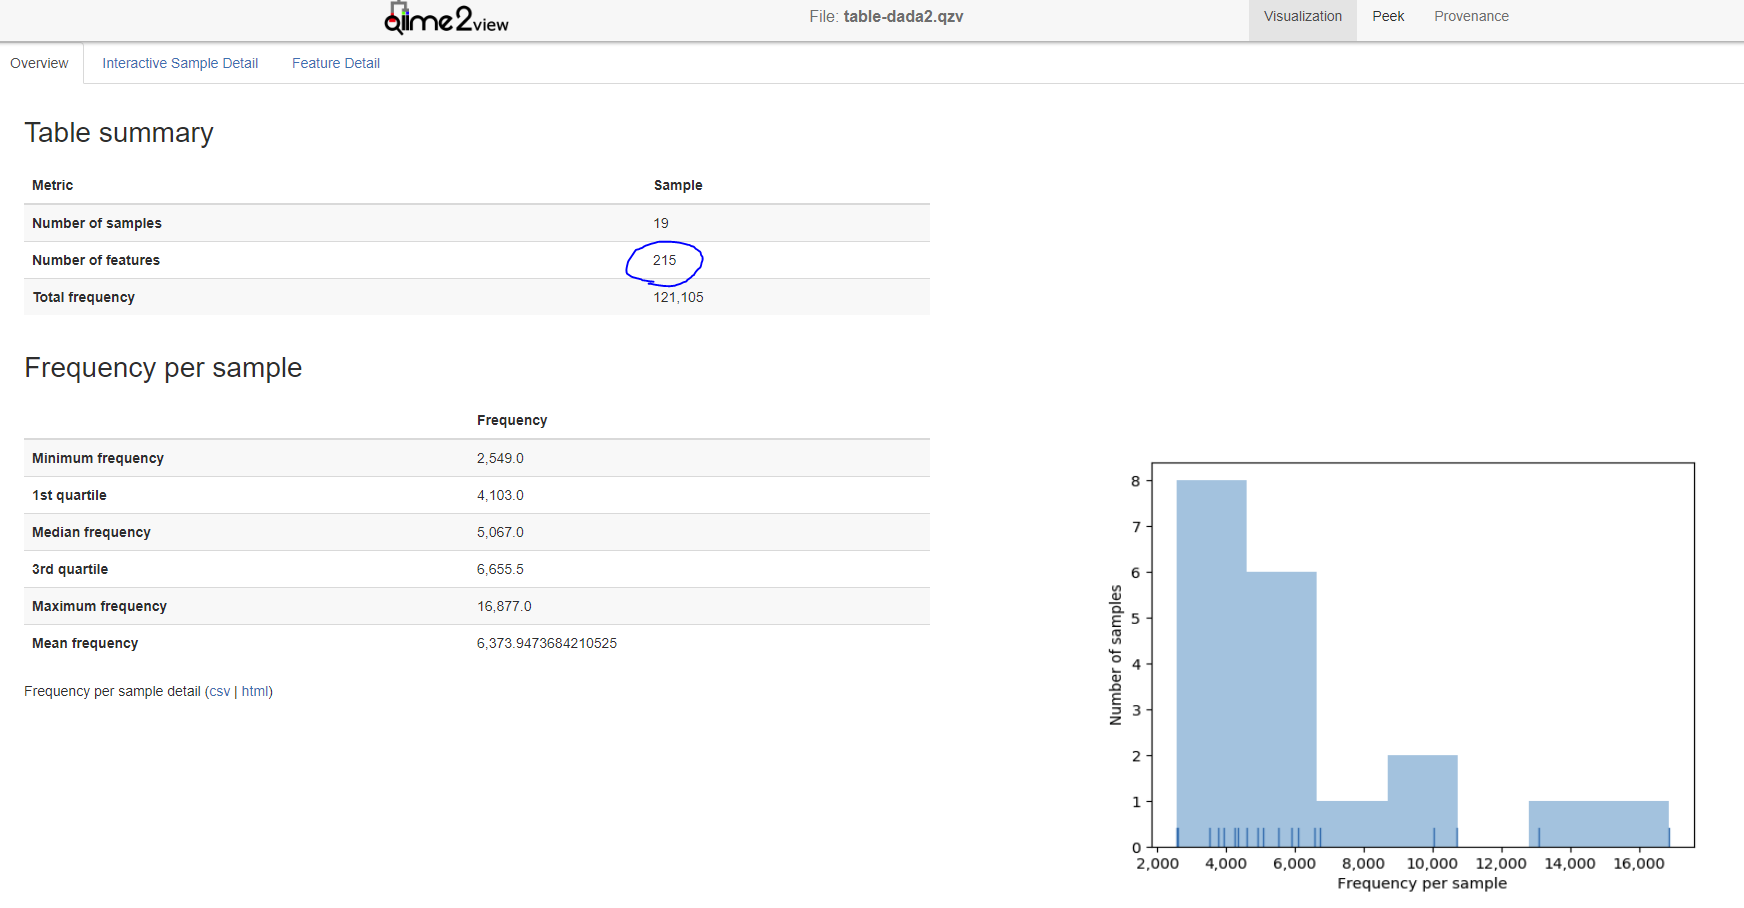 qiime2view File: table-dada2.qzv Visualization Peek Provenance
Overview Interactive Sample Detail Feature Detail
Table summary
Metric Sample
Number of samples 19
Number of features 215
Total frequency 121,105
Frequency per sample
Frequency
Minimum frequency 2,549.0
1st quartile 4,103.0
Median frequency 5,067.0
3rd quartile 6,655.5
Maximum frequency 16,877.0
Mean frequency 6,373.9473684210525
Frequency per sample detail (csv | html)
Number of samples
8
7
6
5
4
3
2
1
0
2,000 4,000 6,000 8,000 10,000 12,000 14,000 16,000
Frequency per sample